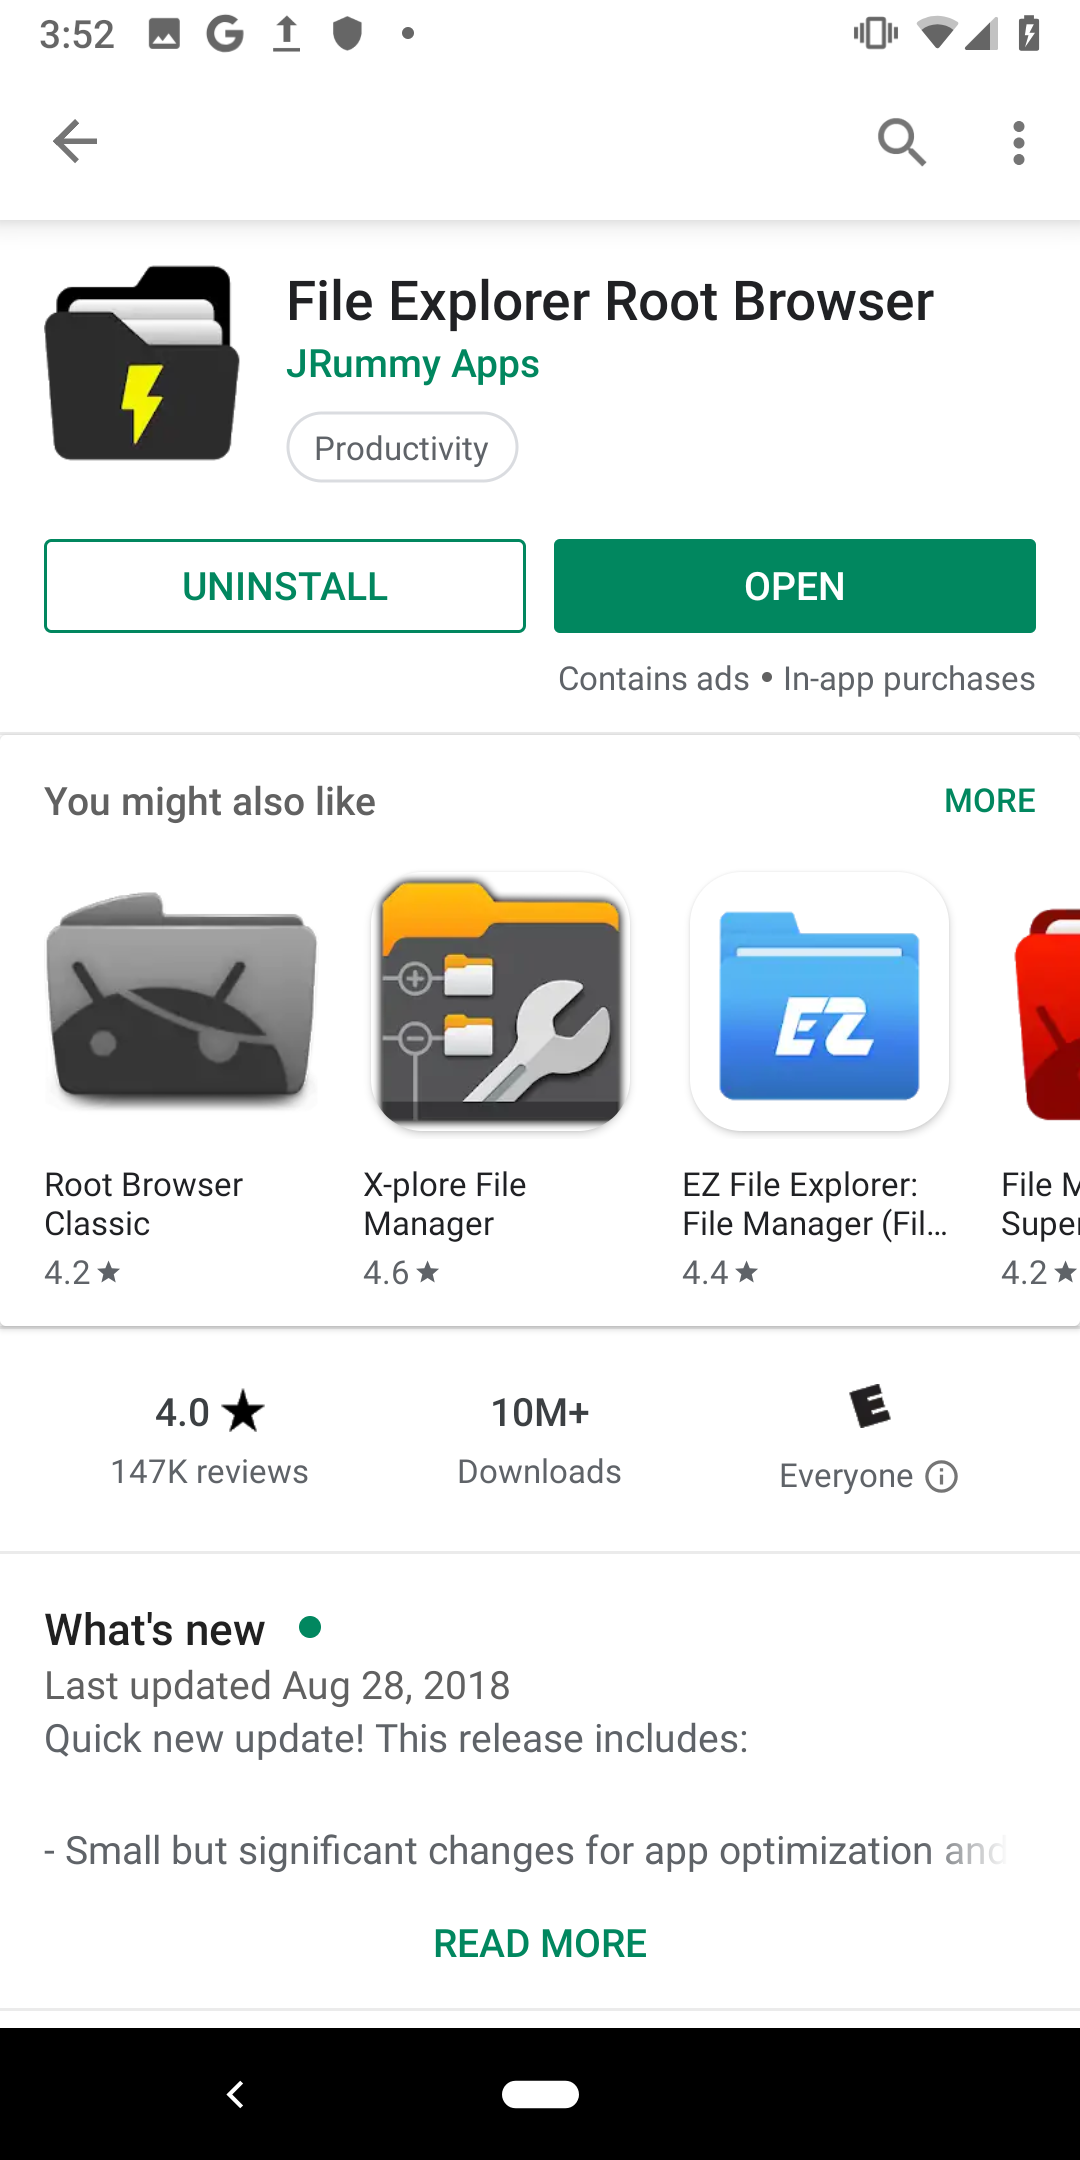 3:52
File Explorer Root Browser
JRummy Apps
Productivity
UNINSTALL
OPEN
Contains ads • In-app purchases
You might also like
MORE
EZ
Root Browser
Classic
4.2 ★
X-plore File
Manager
4.6 ★
EZ File Explorer:
File Manager (Fil...
4.4 ★
File M
Super
4.2 ★
4.0 ★
147K reviews
10M+
Downloads
E
Everyone
What's new
Last updated Aug 28, 2018
Quick new update! This release includes:
- Small but significant changes for app optimization and
READ MORE